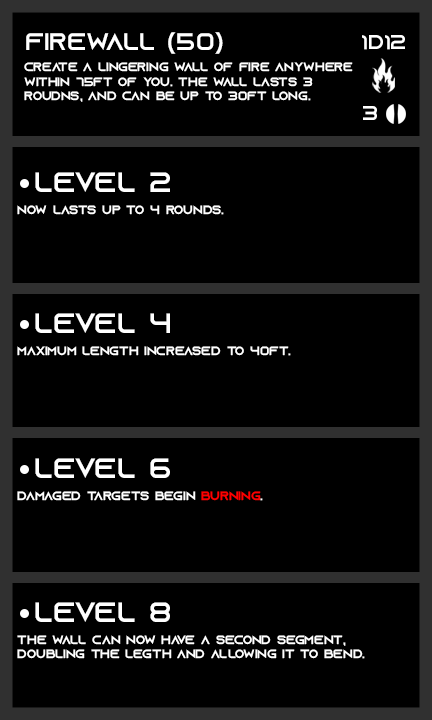 FIREWALL (50)
1D12
CREATE A LINGERING WALL OF FIRE ANYWHERE
WITHIN 75FT OF YOU. THE WALL LASTS 3
ROUDNS, AND CAN BE UP TO 30FT LONG.
3
•LEVEL 2
NOW LASTS UP TO 4 ROUNDS.
•LEVEL 4
MAXIMUM LENGTH INCREASED TO 40FT.
•LEVEL 6
DAMAGED TARGETS BEGIN BURNING.
•LEVEL 8
THE WALL CAN NOW HAVE A SECOND SEGMENT,
DOUBLING THE LEGTH AND ALLOWING IT TO BEND.